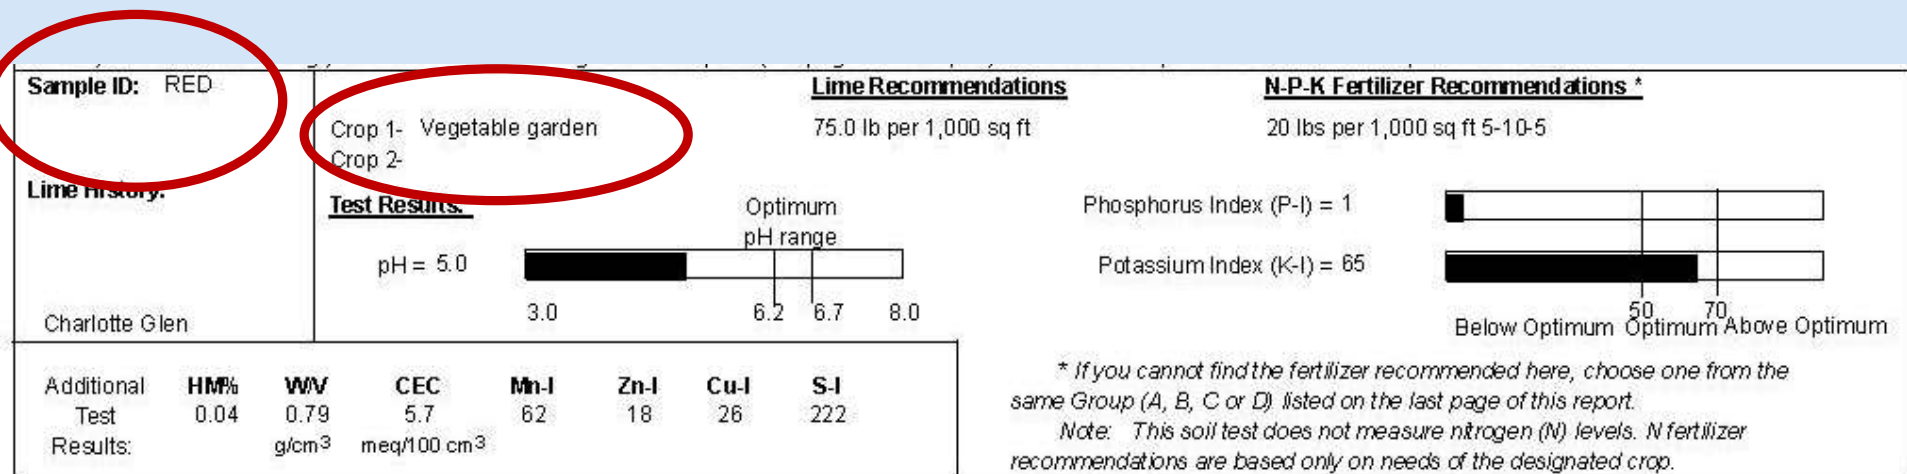 Sample ID: RED
Lime History:
Charlotte Glen
Crop 1- Vegetable garden
Crop 2-
Lime Recommendations
75.0 lb per 1,000 sq ft
N-P-K Fertilizer Recommendations *
20 lbs per 1,000 sq ft 5-10-5
Test Results:
Optimum
pH range
pH = 5.0
3.0 6.2 6.7 8.0
Phosphorus Index (P-I) = 1
Potassium Index (K-I) = 65
50 70
Below Optimum Optimum Above Optimum
Additional HM% W/V CEC Mn-I Zn-I Cu-I S-I
Test 0.04 0.79 5.7 62 18 26 222
Results: g/cm3 meq/100 cm3
* If you cannot find the fertilizer recommended here, choose one from the
same Group (A, B, C or D) listed on the last page of this report.
Note: This soil test does not measure nitrogen (N) levels. N fertilizer
recommendations are based only on needs of the designated crop.